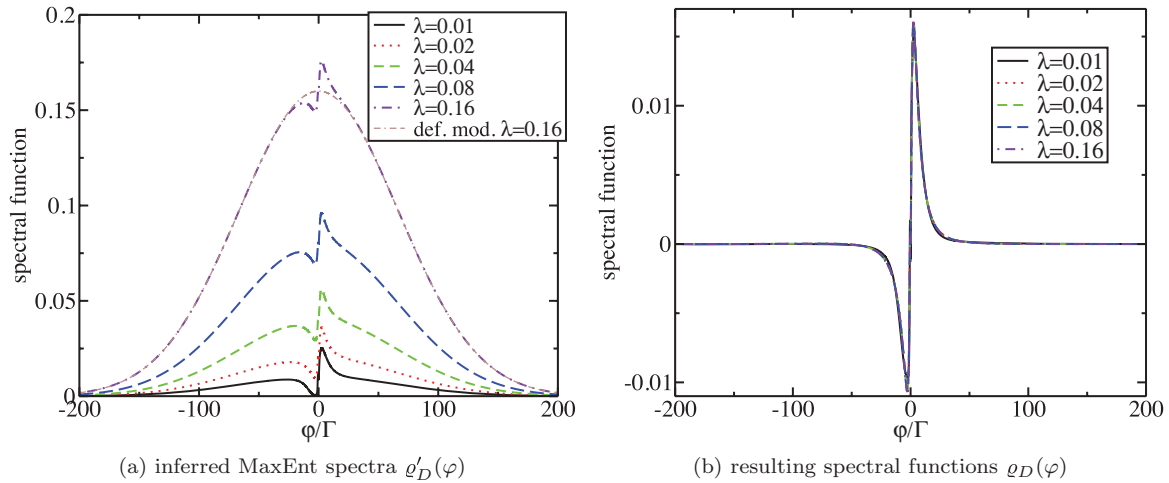 0.2
0.15
0.1
0.05
0
spectral function
λ=0.01
λ=0.02
λ=0.04
λ=0.08
λ=0.16
def. mod. λ=0.16
-200 -100 0 100 200
φ/Γ
(a) inferred MaxEnt spectra ϱ′D(φ)
0.01
0
-0.01
spectral function
λ=0.01
λ=0.02
λ=0.04
λ=0.08
λ=0.16
-200 -100 0 100 200
φ/Γ
(b) resulting spectral functions ϱD(φ)